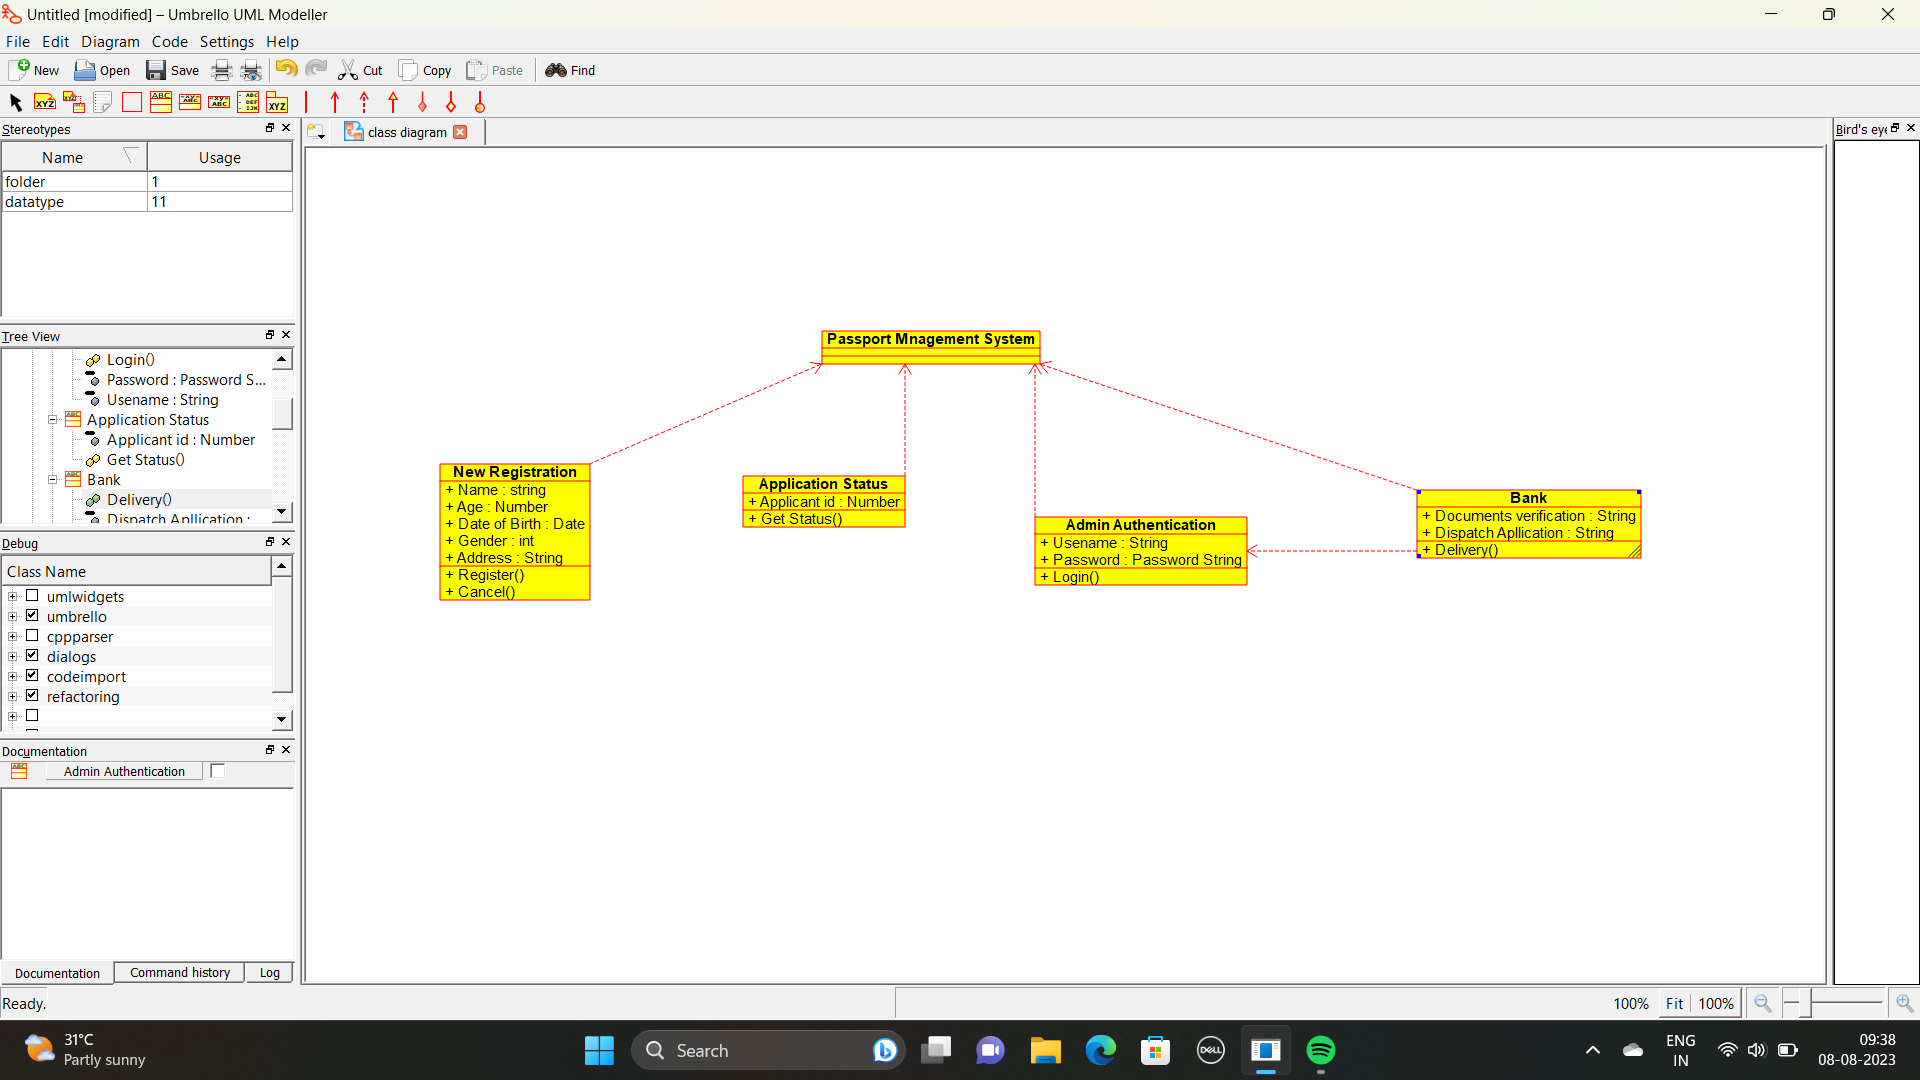 Untitled [modified] – Umbrello UML Modeller
File Edit Diagram Code Settings Help
New Open Save Cut Copy Paste Find
Stereotypes
Name Usage
folder 1
datatype 11
Tree View
Login()
Password : Password S...
Usename : String
Application Status
Applicant id : Number
Get Status()
Bank
Delivery()
Dispatch Apllication :
Debug
Class Name
umlwidgets
umbrello
cppparser
dialogs
codeimport
refactoring
Documentation
Admin Authentication
Documentation Command history Log
class diagram
Bird's eye
Passport Mnagement System
New Registration
+ Name : string
+ Age : Number
+ Date of Birth : Date
+ Gender : int
+ Address : String
+ Register()
+ Cancel()
Application Status
+ Applicant id : Number
+ Get Status()
Admin Authentication
+ Usename : String
+ Password : Password String
+ Login()
Bank
+ Documents verification : String
+ Dispatch Apllication : String
+ Delivery()
Ready.
100% Fit 100%
31°C
Partly sunny
Search
DELL
ENG
IN
09:38
08-08-2023